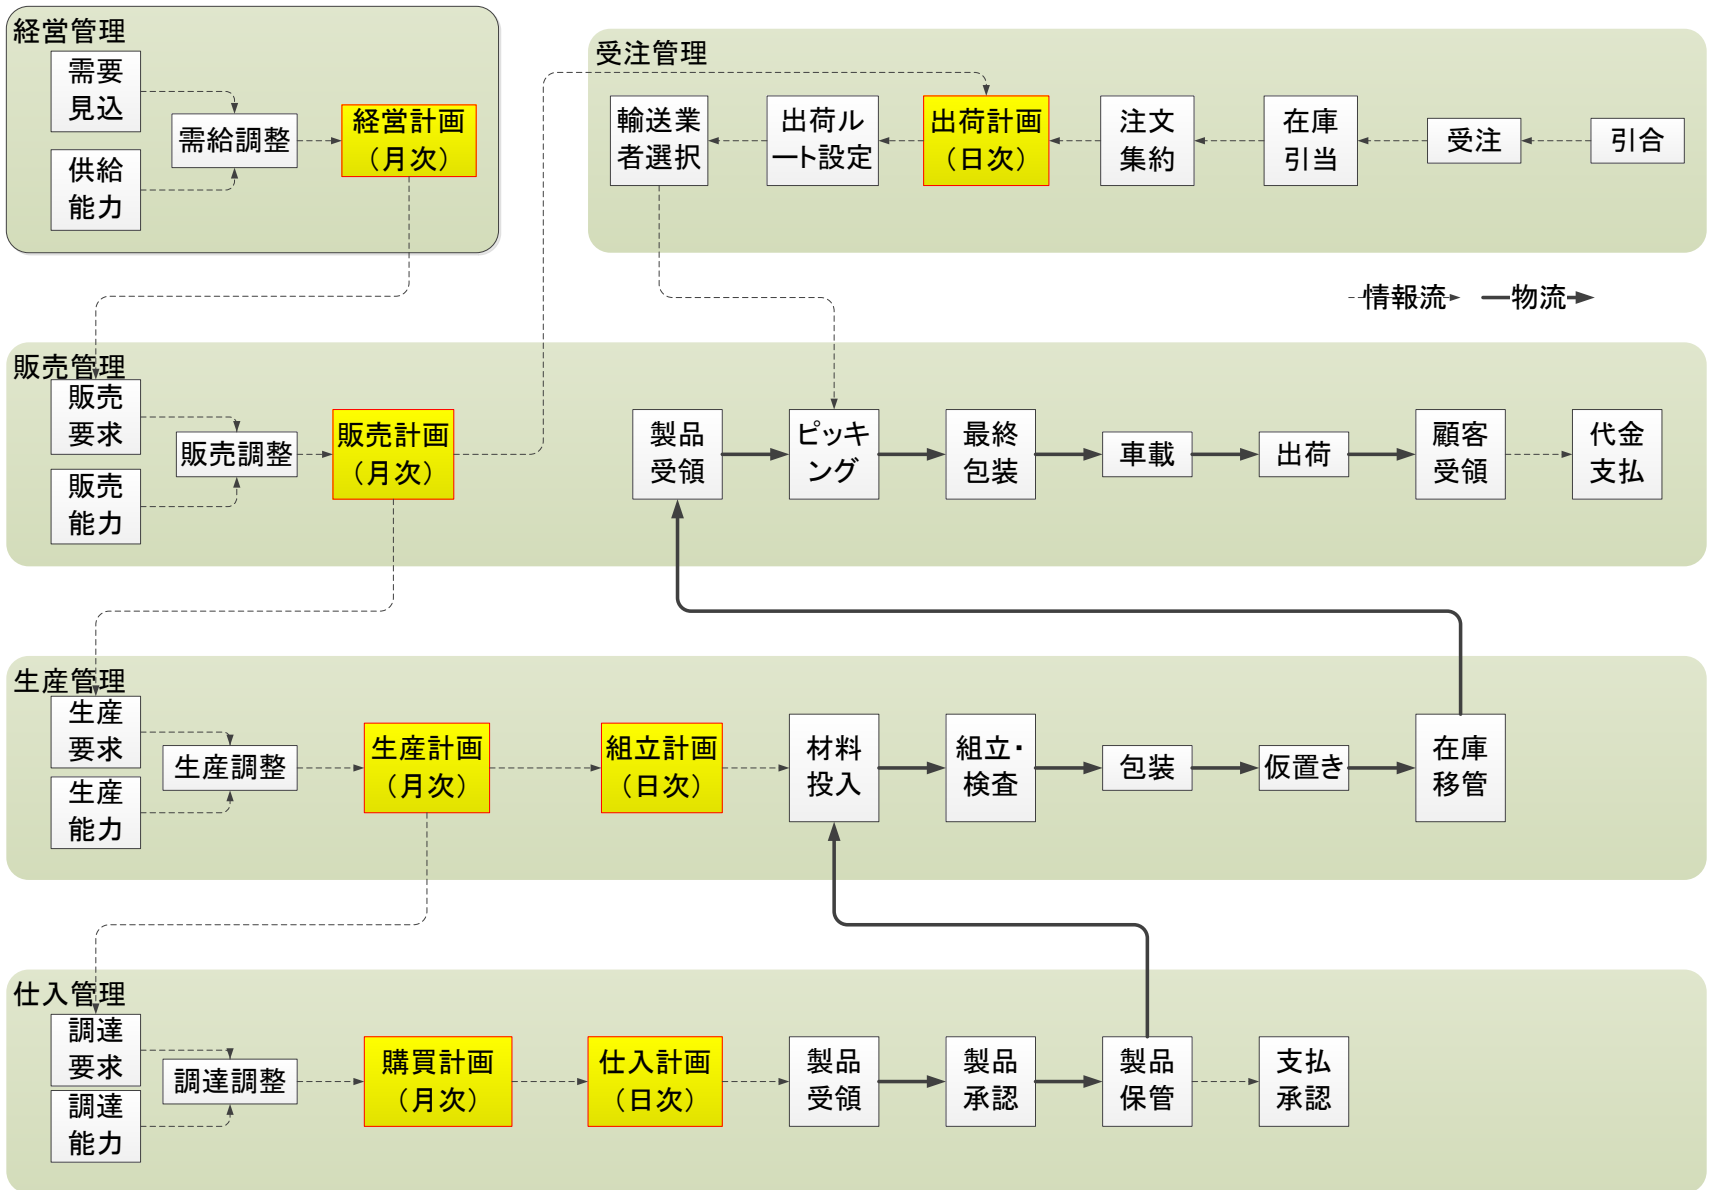 経営管理
需要
見込
供給
能力
需給調整
経営計画
（月次）
受注管理
輸送業
者選択
出荷ル
ート設定
出荷計画
（日次）
注文
集約
在庫
引当
受注
引合
情報流
物流
販売管理
販売
要求
販売
能力
販売調整
販売計画
（月次）
製品
受領
ピッキ
ング
最終
包装
車載
出荷
顧客
受領
代金
支払
生産管理
生産
要求
生産
能力
生産調整
生産計画
（月次）
組立計画
（日次）
材料
投入
組立・
検査
包装
仮置き
在庫
移管
仕入管理
調達
要求
調達
能力
調達調整
購買計画
（月次）
仕入計画
（日次）
製品
受領
製品
承認
製品
保管
支払
承認